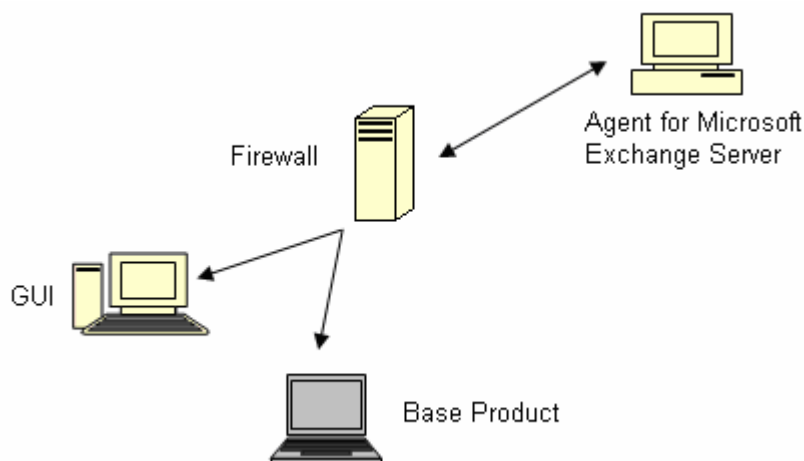 Agent for Microsoft
Exchange Server
Firewall
GUI
Base Product